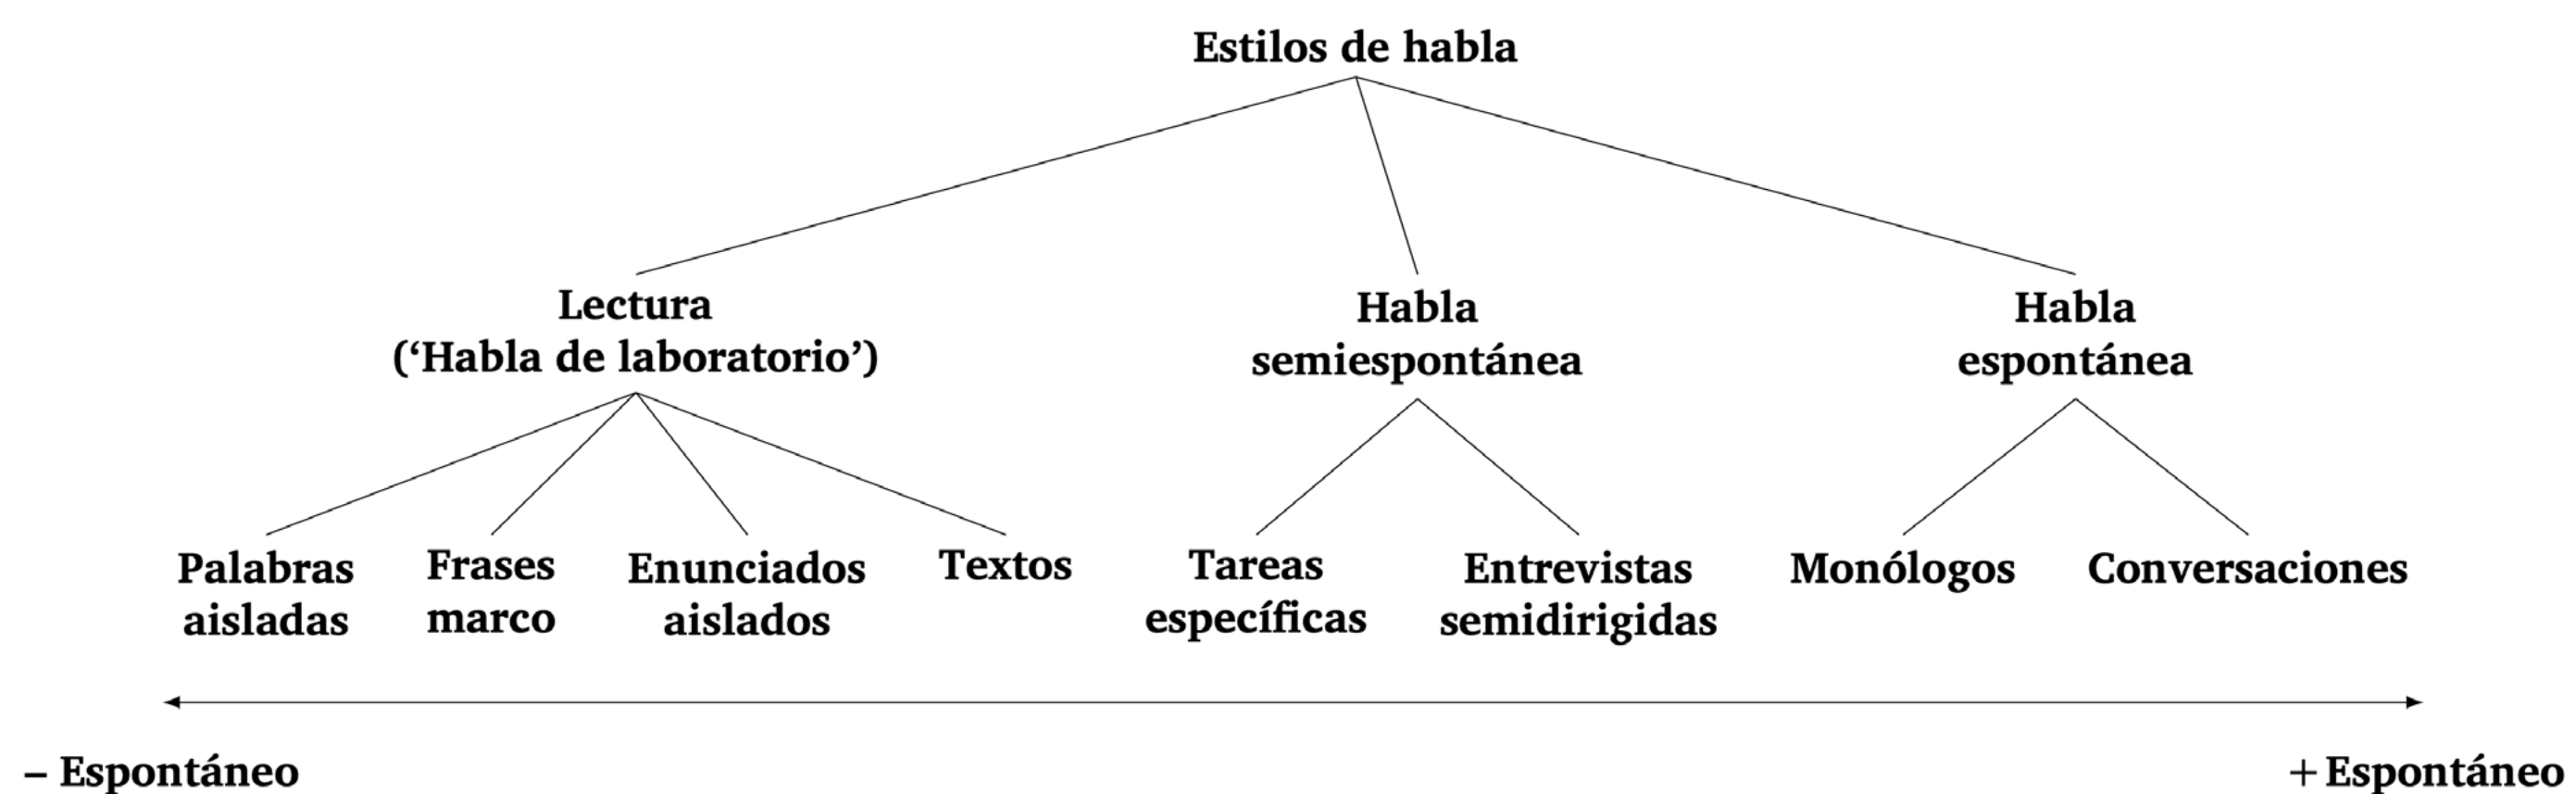 Estilos de habla
Lectura
(‘Habla de laboratorio’)
Habla
semiespontánea
Habla
espontánea
Palabras
aisladas
Frases
marco
Enunciados
aislados
Textos
Tareas
específicas
Entrevistas
semidirigidas
Monólogos
Conversaciones
– Espontáneo
+ Espontáneo